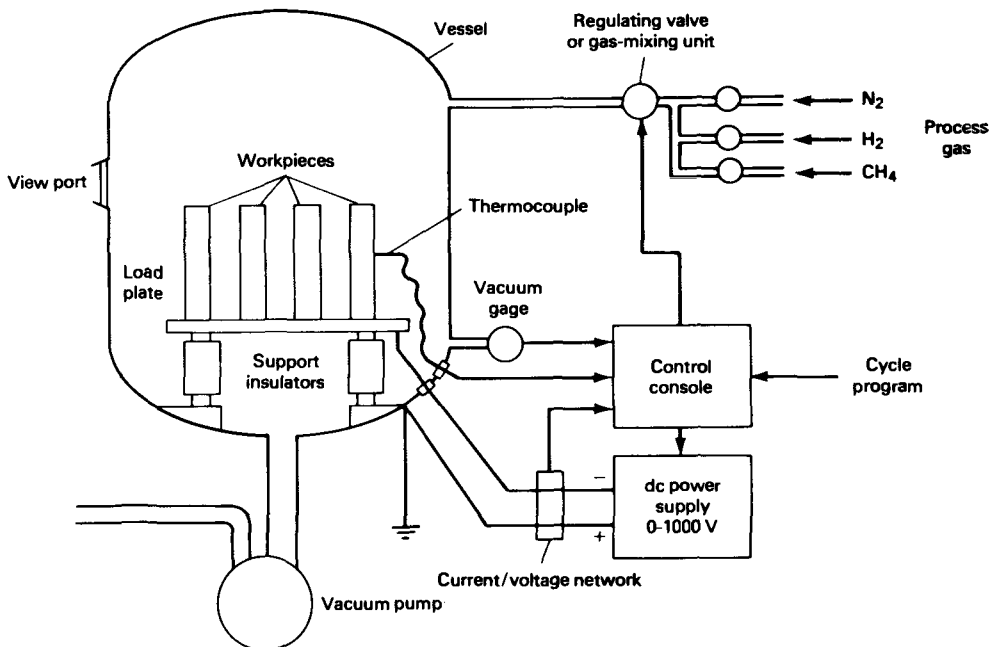 Vessel
Regulating valve
or gas-mixing unit
N2
H2
CH4
Process
gas
View port
Workpieces
Thermocouple
Load
plate
Vacuum
gage
Support
insulators
Control
console
Cycle
program
−
+
dc power
supply
0-1000 V
Current/voltage network
Vacuum pump